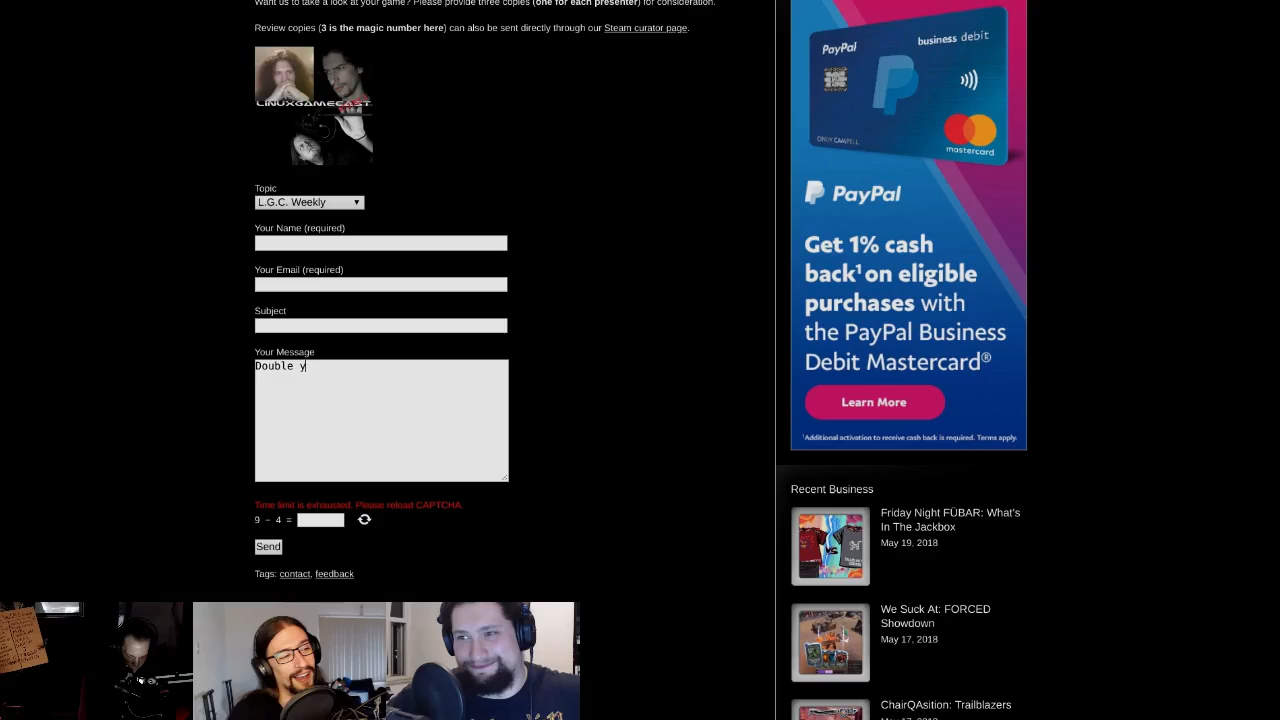 Want us to take a look at your game? Please provide three copies (one for each presenter) for consideration.
Review copies (3 is the magic number here) can also be sent directly through our Steam curator page.
LINUXGAMECAST
Topic
L.G.C. Weekly
Your Name (required)
Your Email (required)
Subject
Your Message
Double y
Time limit is exhausted. Please reload CAPTCHA.
9 − 4 =
Send
Tags: contact, feedback
PayPal
business debit
mastercard
PayPal
Get 1% cash
back¹ on eligible
purchases with
the PayPal Business
Debit Mastercard®
Learn More
¹Additional activation to receive cash back is required. Terms apply.
Recent Business
Friday Night FÜBAR: What's
In The Jackbox
May 19, 2018
We Suck At: FORCED
Showdown
May 17, 2018
ChairQAsition: Trailblazers